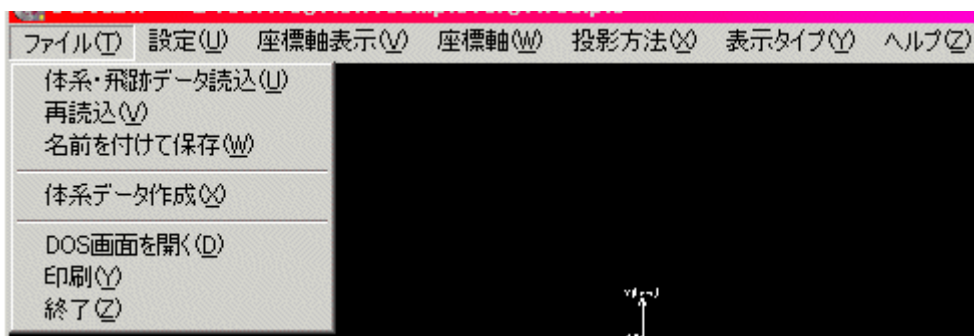 ファイル(T) 設定(U) 座標軸表示(V) 座標軸(W) 投影方法(X) 表示タイプ(Y) ヘルプ(Z)
体系・飛跡データ読込(U)
再読込(V)
名前を付けて保存(W)
体系データ作成(X)
DOS画面を開く(D)
印刷(Y)
終了(Z)